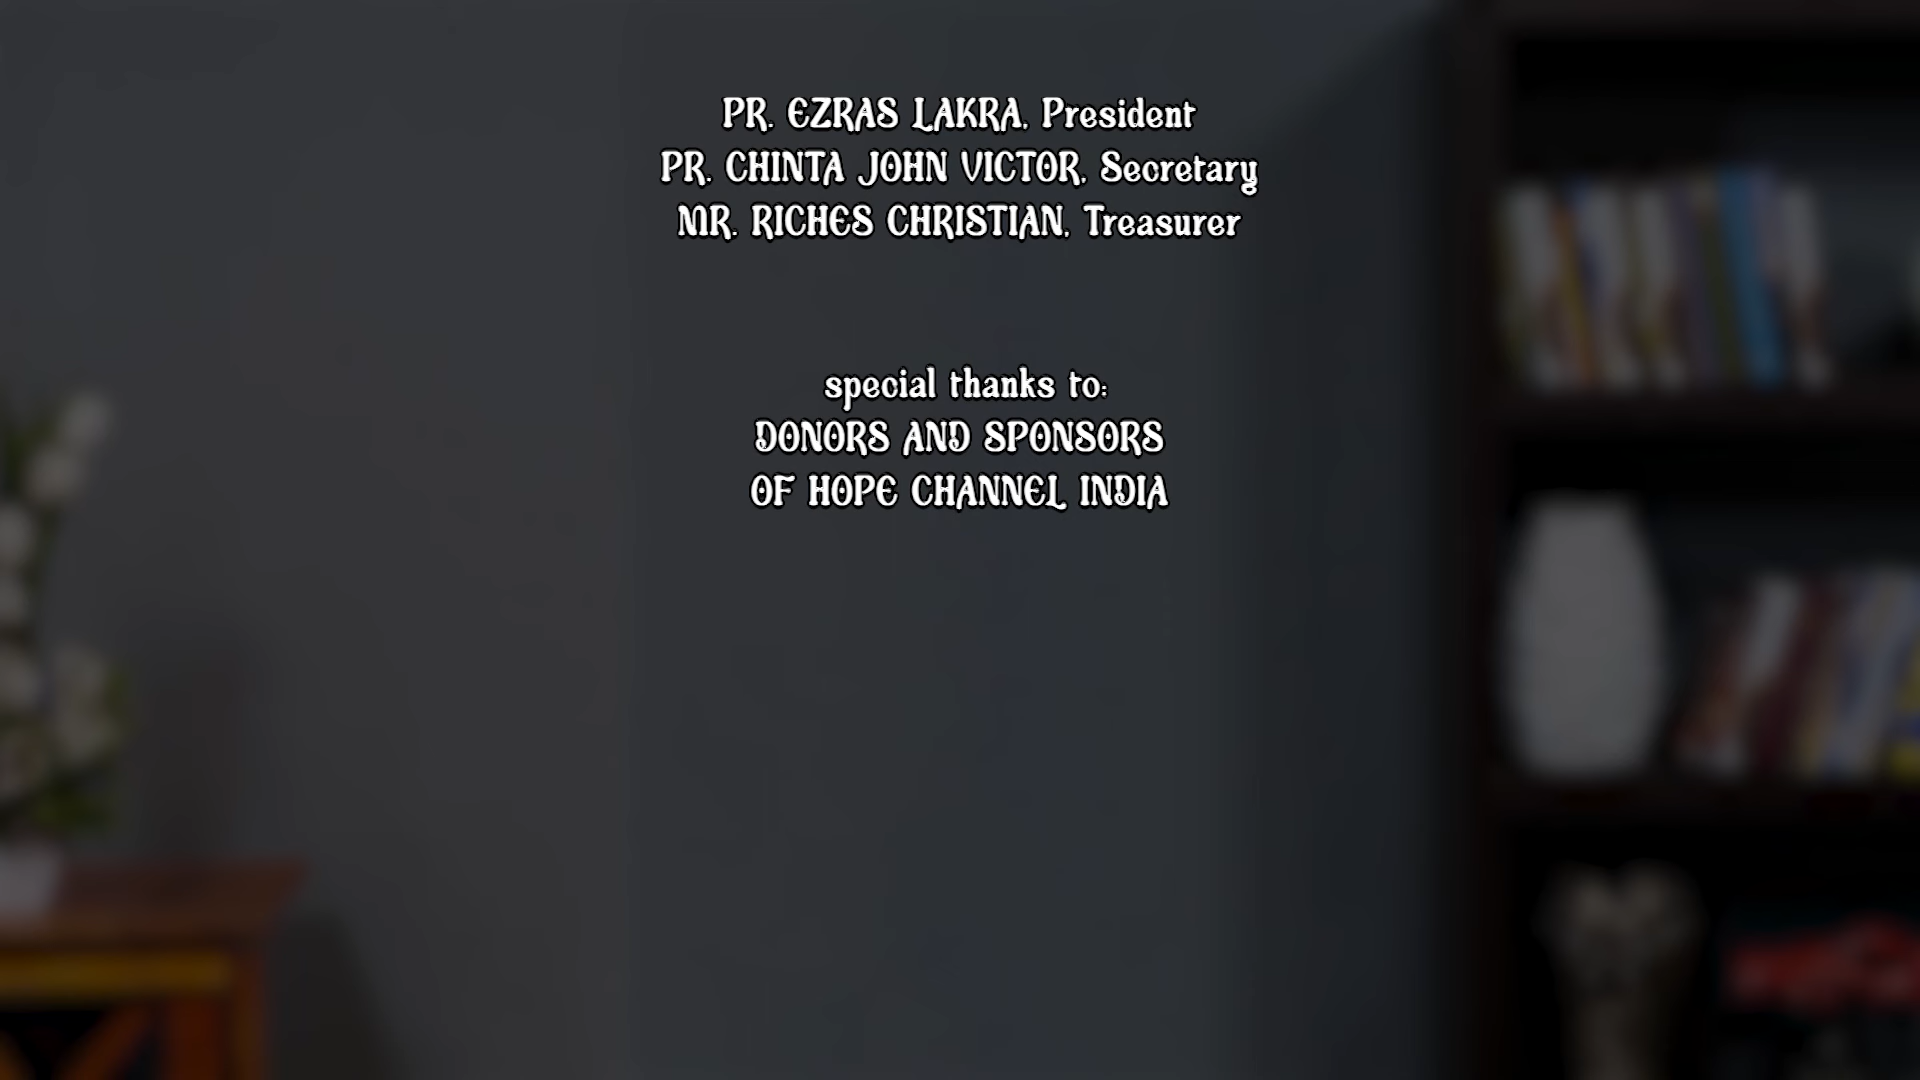 PR. EZRAS LAKRA, President
PR. CHINTA JOHN VICTOR, Secretary
MR. RICHES CHRISTIAN, Treasurer
special thanks to:
DONORS AND SPONSORS
OF HOPE CHANNEL INDIA